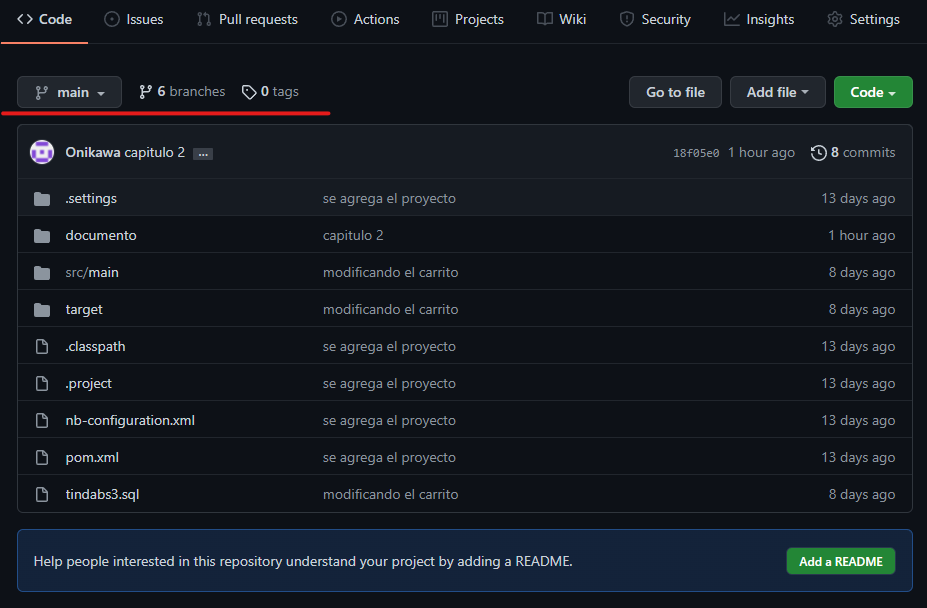 Code Issues Pull requests Actions Projects Wiki Security Insights Settings
main 6 branches 0 tags Go to file Add file Code
Onikawa capitulo 2 ... 18f05e0 1 hour ago 8 commits
.settings se agrega el proyecto 13 days ago
documento capitulo 2 1 hour ago
src/main modificando el carrito 8 days ago
target modificando el carrito 8 days ago
.classpath se agrega el proyecto 13 days ago
.project se agrega el proyecto 13 days ago
nb-configuration.xml se agrega el proyecto 13 days ago
pom.xml se agrega el proyecto 13 days ago
tindabs3.sql modificando el carrito 8 days ago
Help people interested in this repository understand your project by adding a README. Add a README